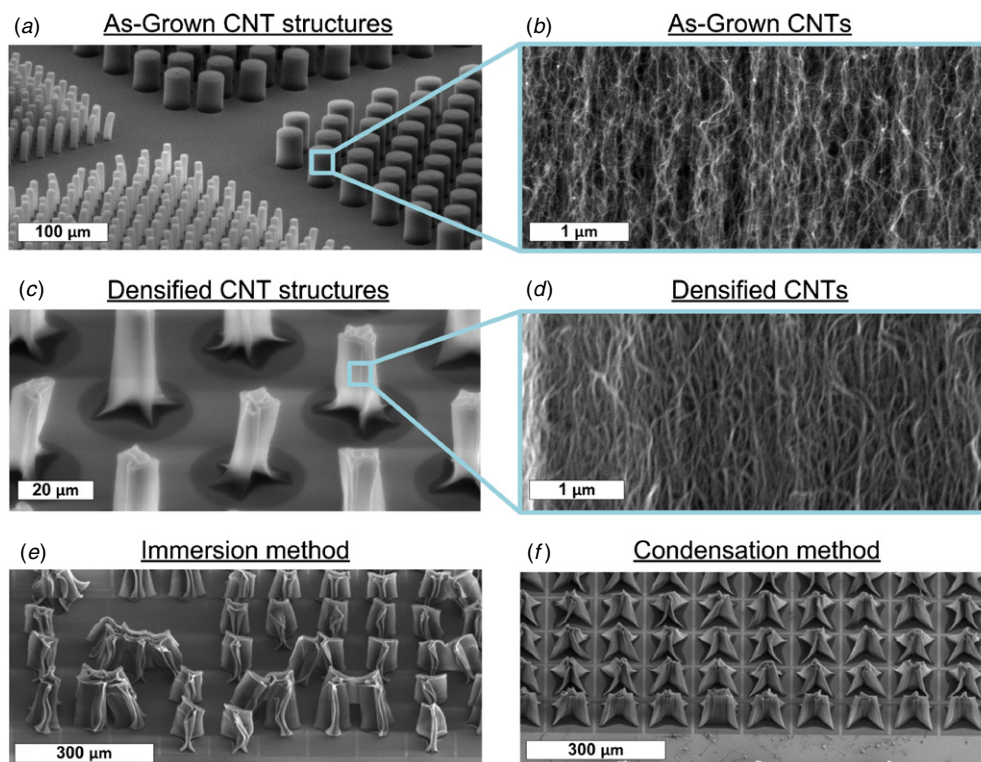 (a) As-Grown CNT structures
(b) As-Grown CNTs
100 μm
1 μm
(c) Densified CNT structures
(d) Densified CNTs
20 μm
1 μm
(e) Immersion method
(f) Condensation method
300 μm
300 μm